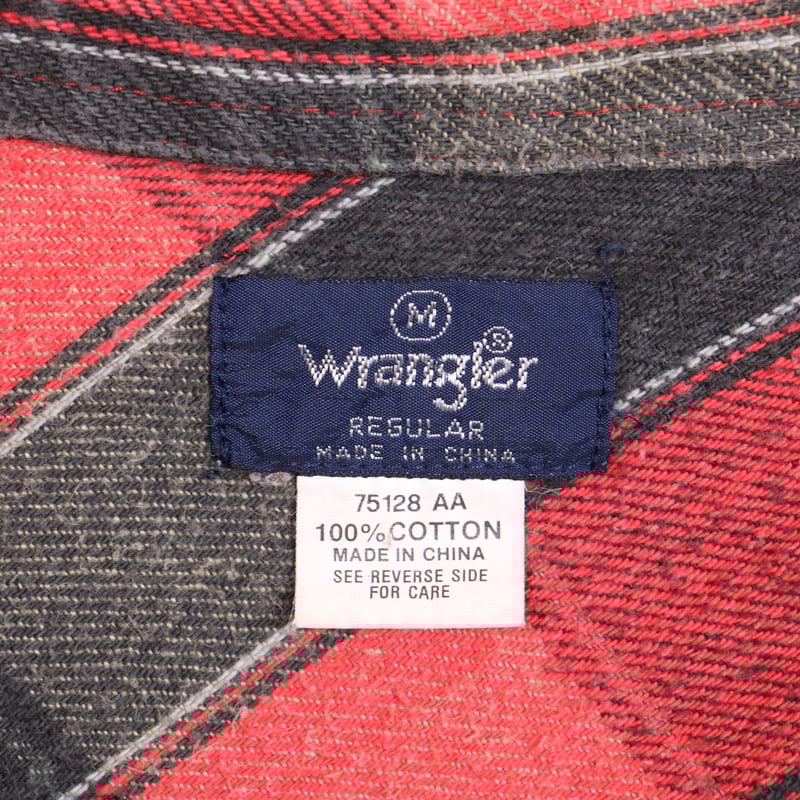 M
Wrangler®
REGULAR
MADE IN CHINA
75128 AA
100% COTTON
MADE IN CHINA
SEE REVERSE SIDE
FOR CARE